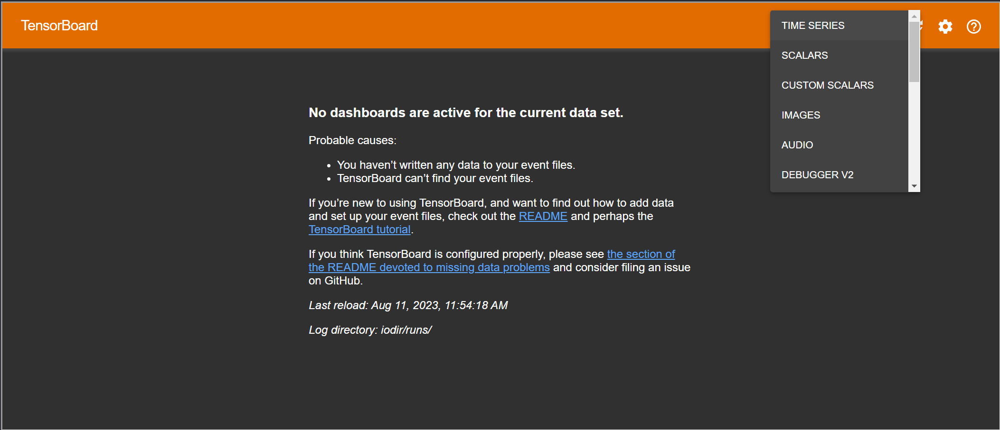 TensorBoard
TIME SERIES
SCALARS
CUSTOM SCALARS
IMAGES
AUDIO
DEBUGGER V2
No dashboards are active for the current data set.
Probable causes:
• You haven’t written any data to your event files.
• TensorBoard can’t find your event files.
If you’re new to using TensorBoard, and want to find out how to add data
and set up your event files, check out the README and perhaps the
TensorBoard tutorial.
If you think TensorBoard is configured properly, please see the section of
the README devoted to missing data problems and consider filing an issue
on GitHub.
Last reload: Aug 11, 2023, 11:54:18 AM
Log directory: iodir/runs/